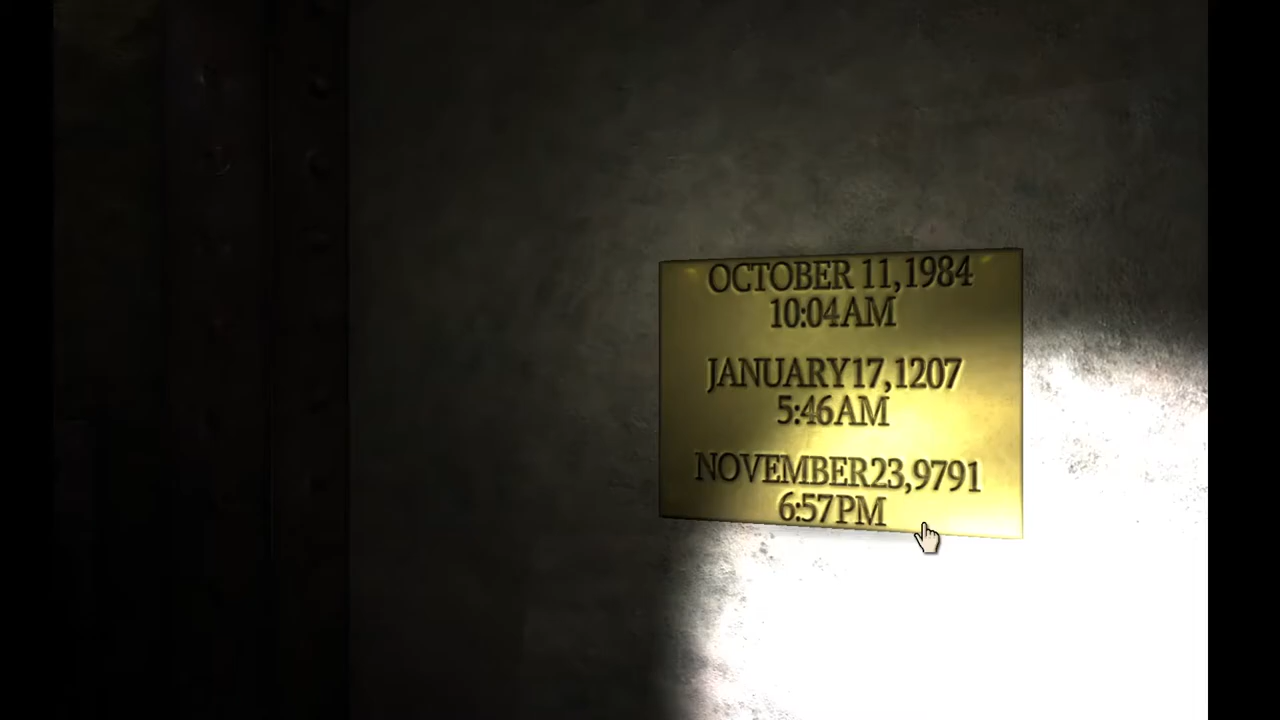 OCTOBER 11,1984
10:04AM
JANUARY17,1207
5:46AM
NOVEMBER23,9791
6:57PM